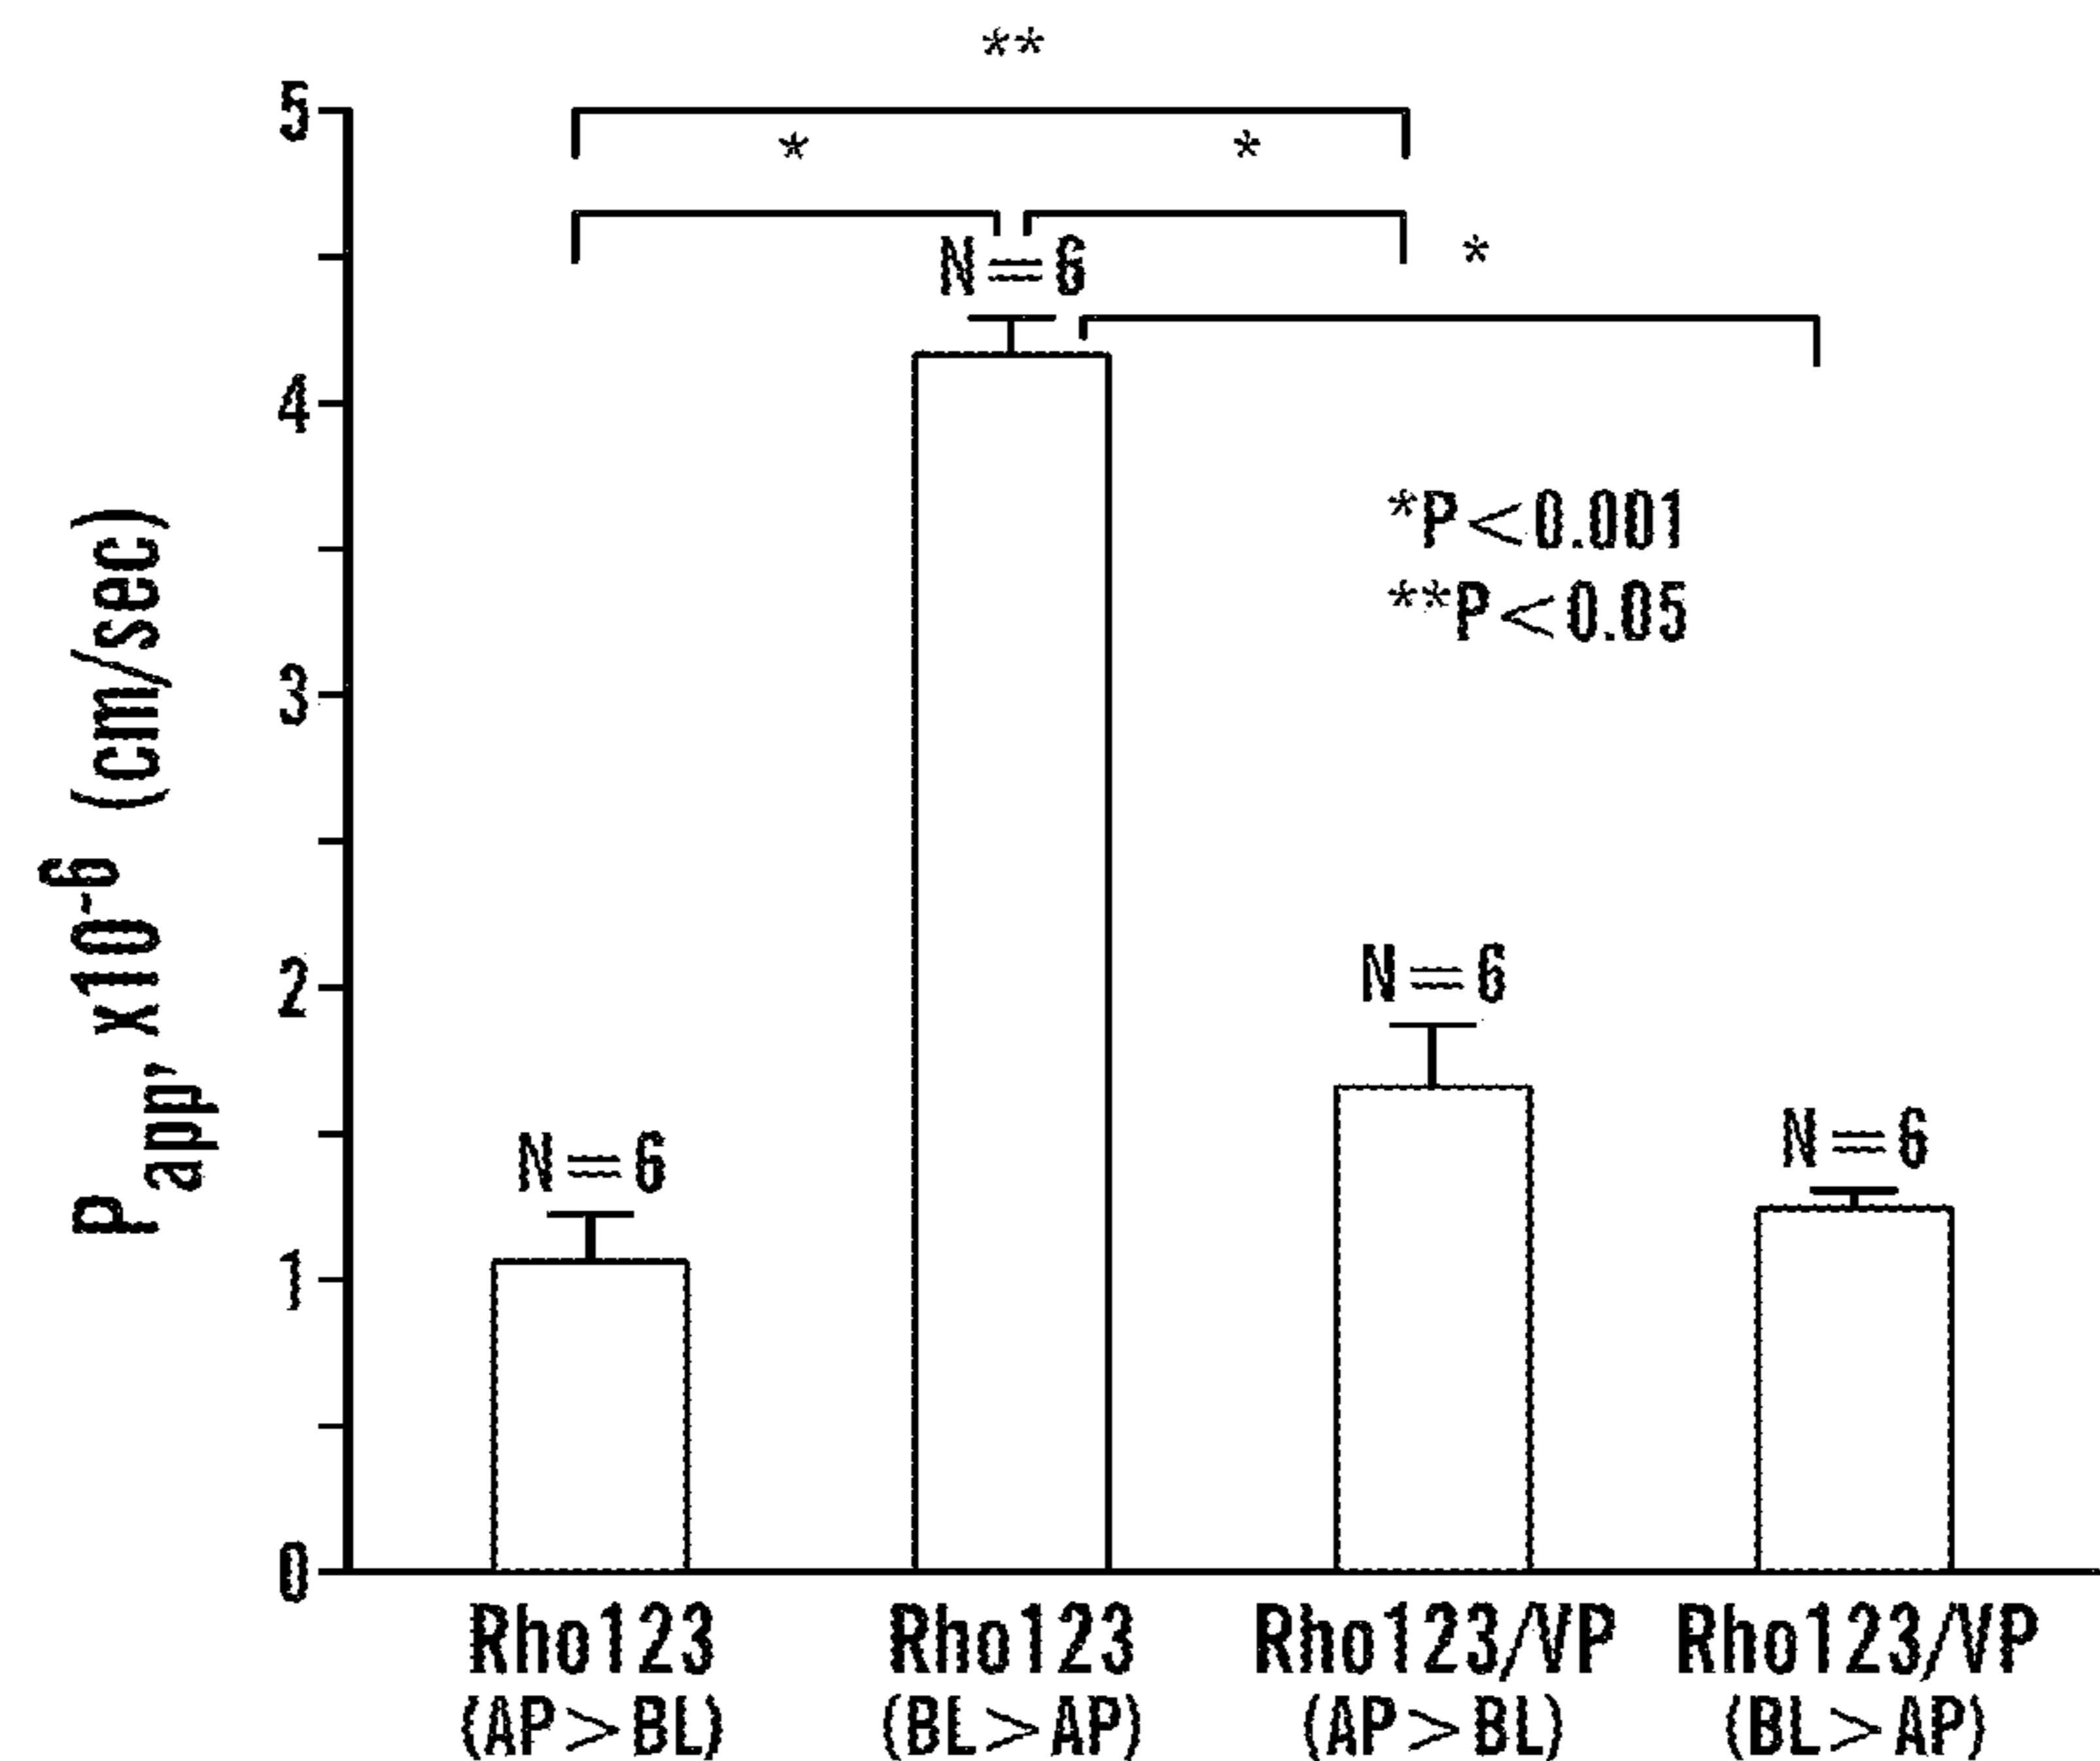 **
5
* *
N=6 *
4
*P<0.001
**P<0.05
3
2
N=6
N=6
N=6
1
0
Papp, x10-6 (cm/sec)
Rho123 Rho123 Rho123/VP Rho123/VP
(AP>BL) (BL>AP) (AP>BL) (BL>AP)